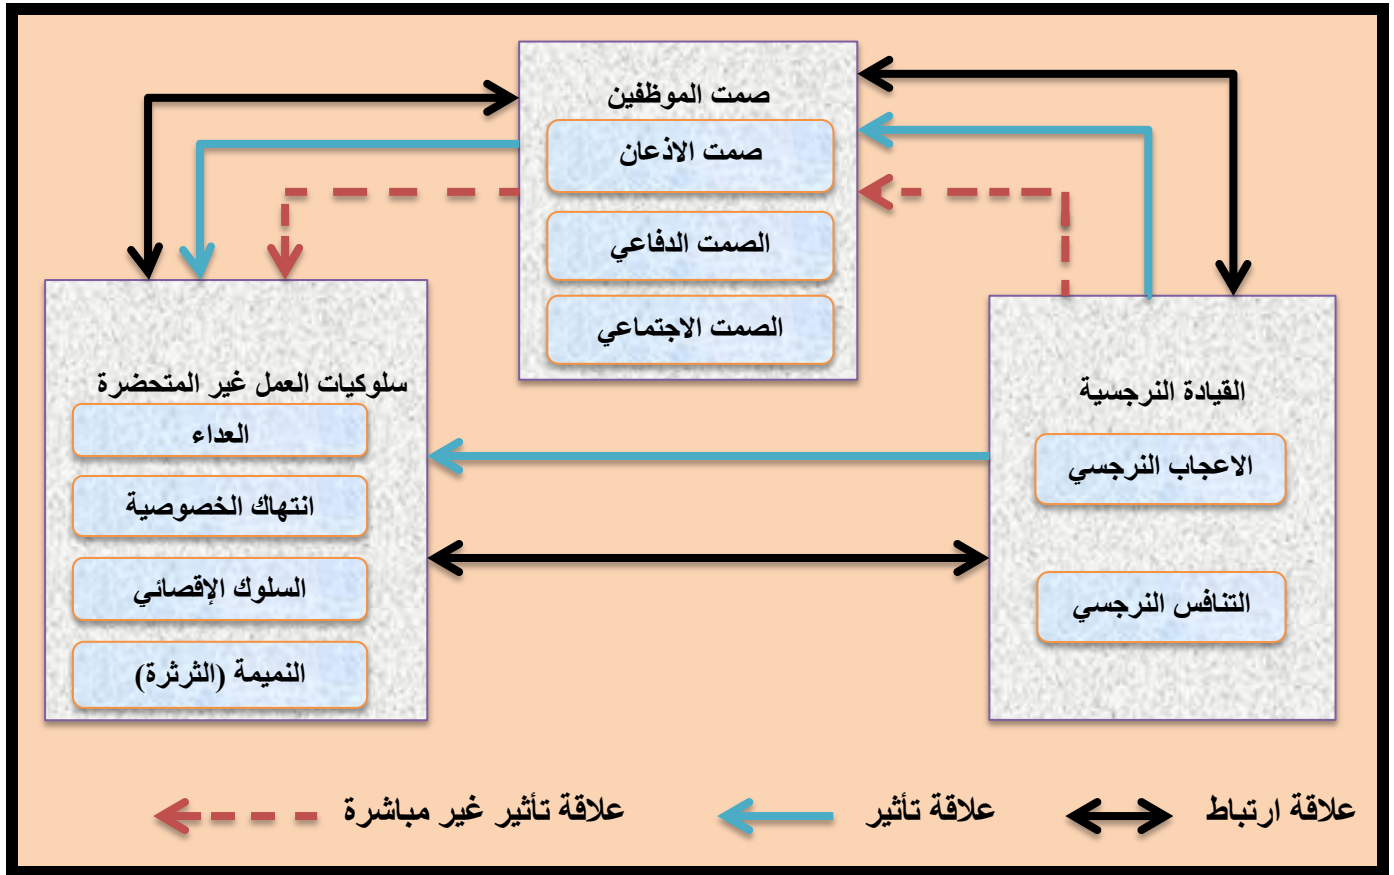 صمت الموظفين
صمت الاذعان
الصمت الدفاعي
الصمت الاجتماعي
القيادة النرجسية
الاعجاب النرجسي
التنافس النرجسي
سلوكيات العمل غير المتحضرة
العداء
انتهاك الخصوصية
السلوك الإقصائي
النميمة (الثرثرة)
علاقة ارتباط
علاقة تأثير
علاقة تأثير غير مباشرة